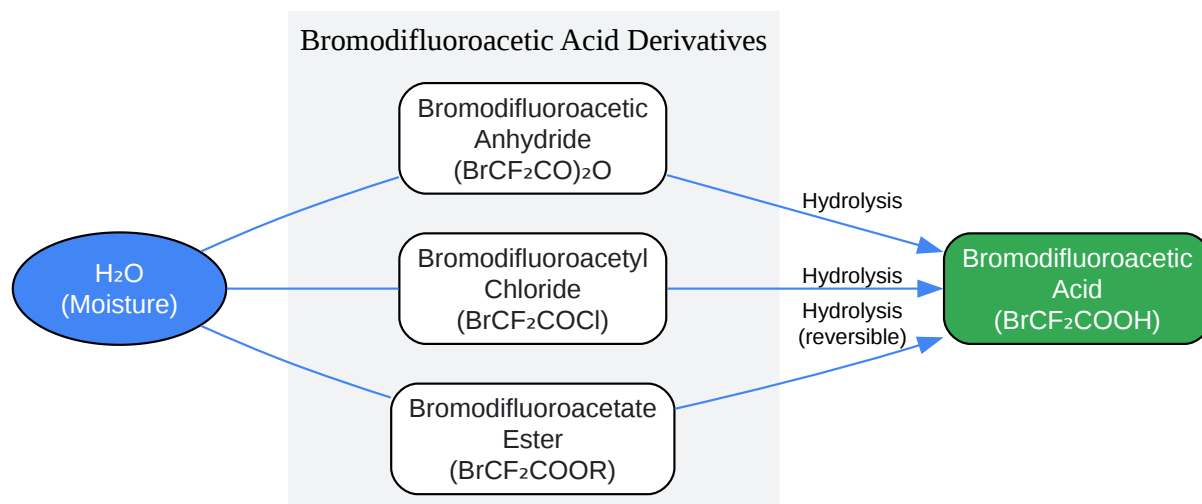 Bromodifluoroacetic Acid Derivatives
Bromodifluoroacetic
Anhydride
(BrCF₂CO)₂O
Hydrolysis
H₂O
(Moisture)
Bromodifluoroacetyl
Chloride
(BrCF₂COCl)
Hydrolysis
Hydrolysis
(reversible)
Bromodifluoroacetic
Acid
(BrCF₂COOH)
Bromodifluoroacetate
Ester
(BrCF₂COOR)